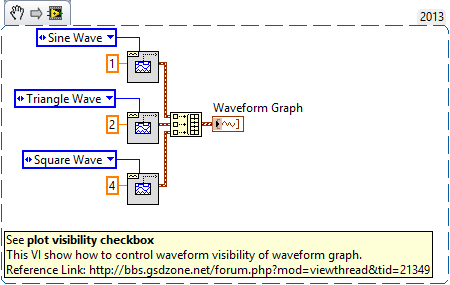 2013
Sine Wave
1
Triangle Wave
2
Square Wave
4
Waveform Graph
See plot visibility checkbox
This VI show how to control waveform visibility of waveform graph.
Reference Link: http://bbs.gsdzone.net/forum.php?mod=viewthread&tid=21349